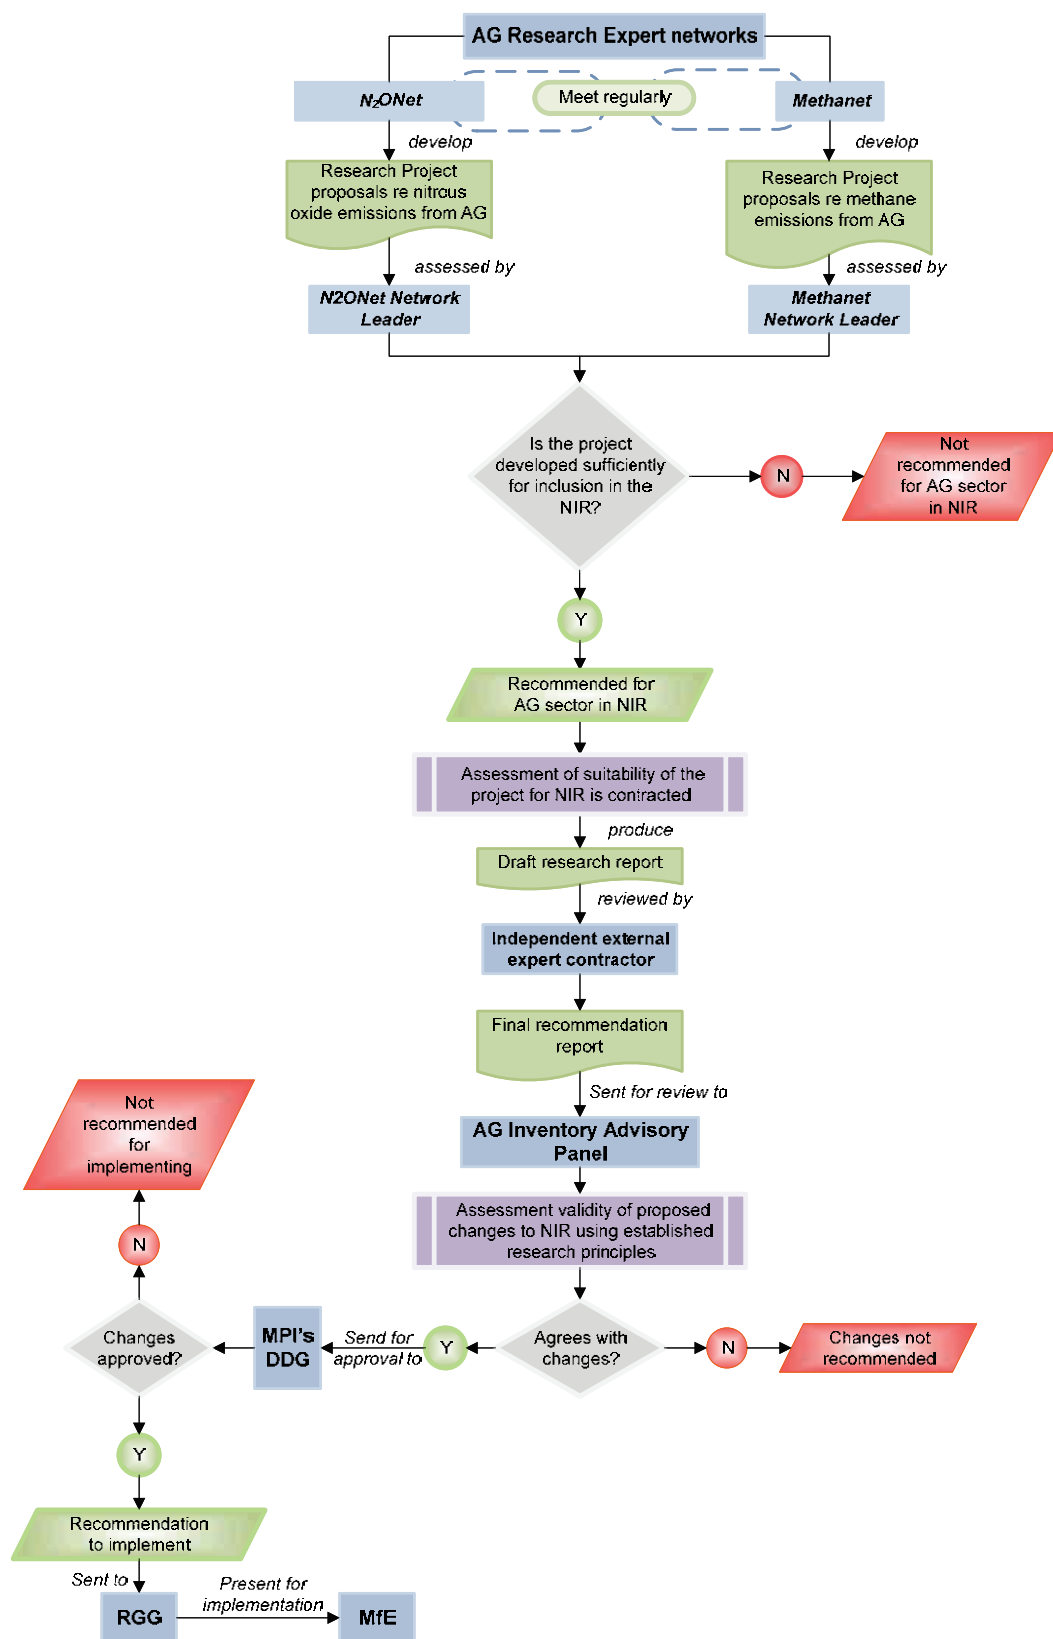 AG Research Expert networks
N₂ONet
Meet regularly
Methanet
develop
develop
Research Project
proposals re nitrous
oxide emissions from AG
Research Project
proposals re methane
emissions from AG
assessed by
assessed by
N2ONet Network
Leader
Methanet
Network Leader
Is the project
developed sufficiently
for inclusion in the
NIR?
N
Not
recommended
for AG sector
in NIR
Y
Recommended for
AG sector in NIR
Assessment of suitability of the
project for NIR is contracted
produce
Draft research report
reviewed by
Independent external
expert contractor
Final recommendation
report
Sent for review to
AG Inventory Advisory
Panel
Assessment validity of proposed
changes to NIR using established
research principles
Agrees with
changes?
N
Changes not
recommended
Y
Send for
approval to
MPI's
DDG
Changes
approved?
N
Not
recommended
for
implementing
Y
Recommendation
to implement
Sent to
RGG
Present for
implementation
MfE